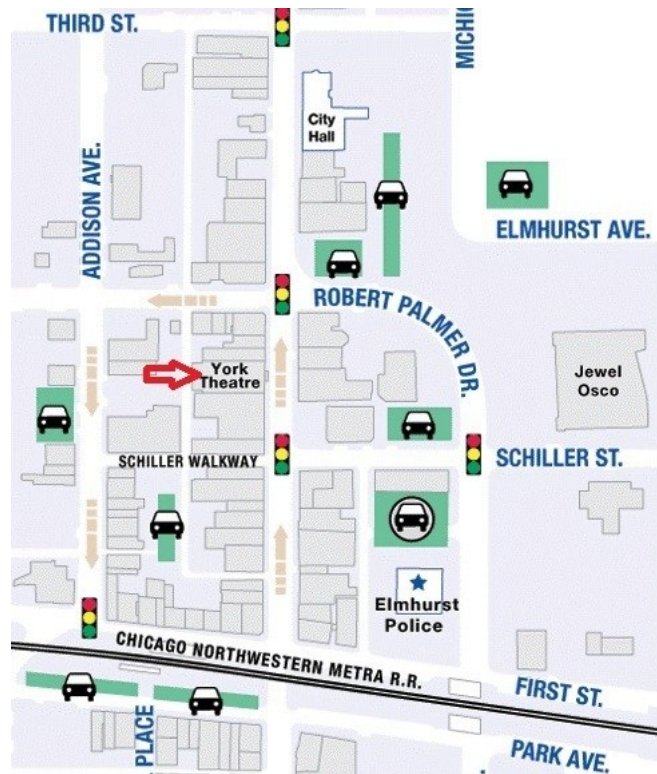 THIRD ST.
MICHIG
City
Hall
ADDISON AVE.
ELMHURST AVE.
ROBERT PALMER DR.
York
Theatre
Jewel
Osco
SCHILLER WALKWAY
SCHILLER ST.
Elmhurst
Police
CHICAGO NORTHWESTERN METRA R.R.
FIRST ST.
PLACE
PARK AVE.